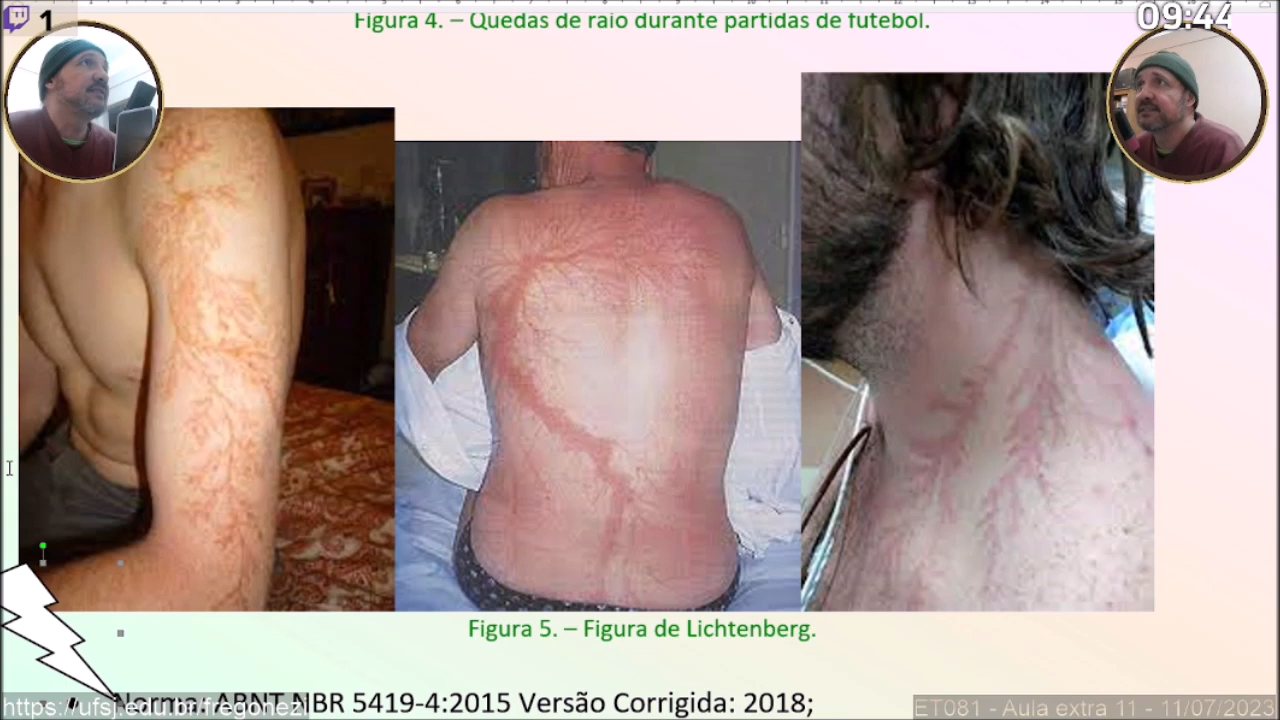 1
Figura 4. – Quedas de raio durante partidas de futebol.
09:44
Figura 5. – Figura de Lichtenberg.
Norma: ABNT NBR 5419-4:2015 Versão Corrigida: 2018;
https://ufsj.edu.br/fregonezi
ET081 - Aula extra 11 - 11/07/2023